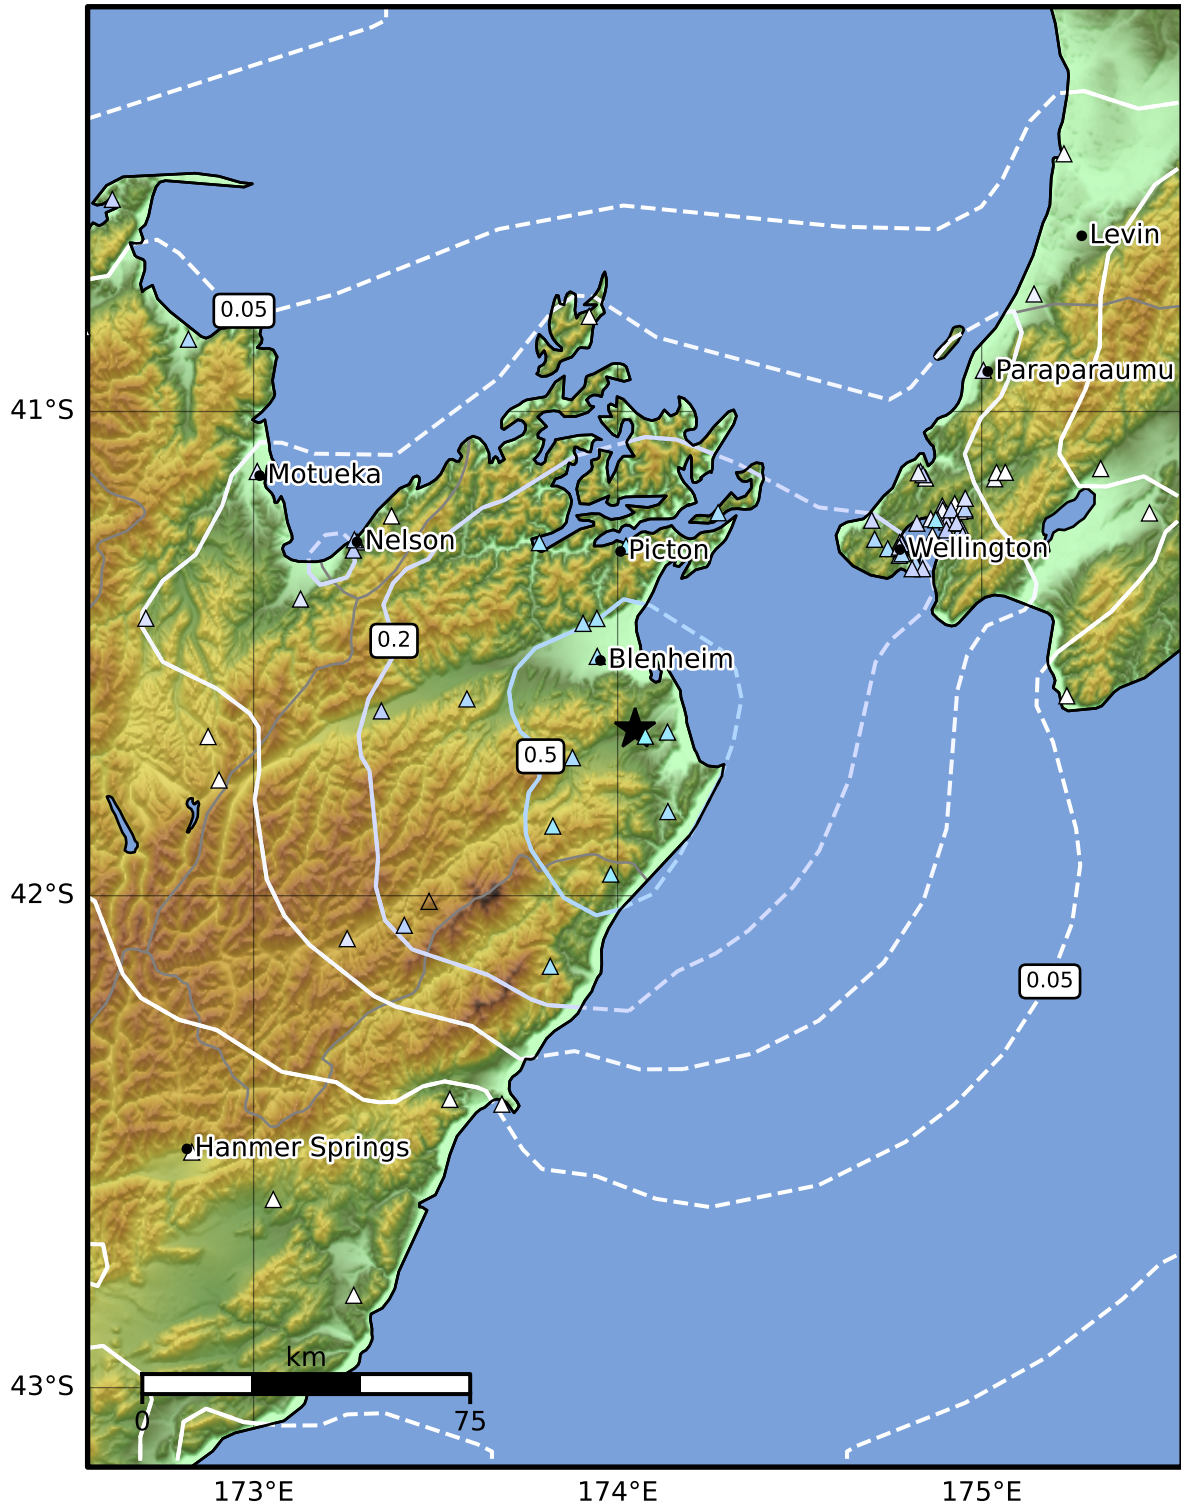 Levin
0.05
Paraparaumu
41°S
Motueka
Nelson
Picton
Wellington
0.2
Blenheim
0.5
42°S
0.05
Hanmer Springs
km
43°S
0
75
173°E
174°E
175°E